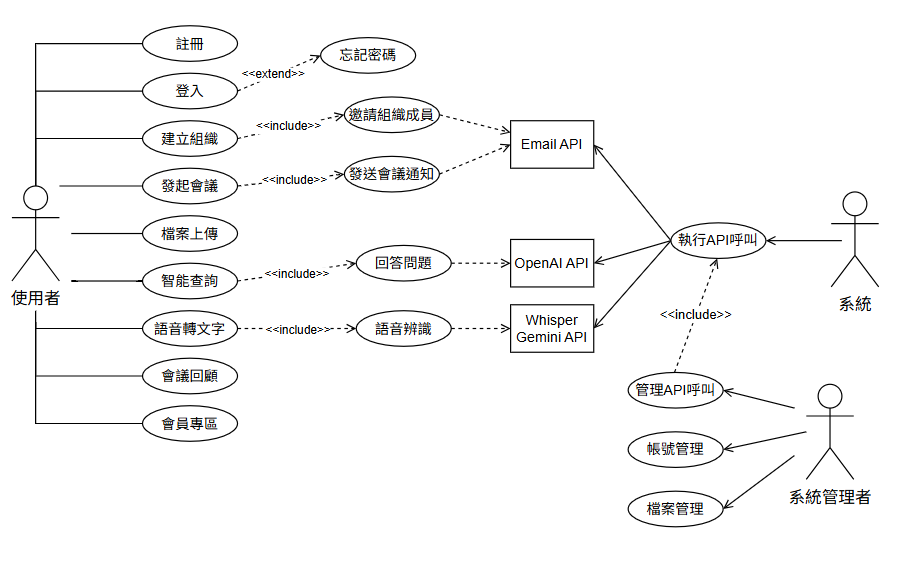 註冊
忘記密碼
<<extend>>
登入
邀請組織成員
<<include>>
建立組織
Email API
發起會議
<<include>>
發送會議通知
檔案上傳
執行API呼叫
智能查詢
<<include>>
回答問題
OpenAI API
使用者
系統
語音轉文字
<<include>>
語音辨識
Whisper
Gemini API
<<include>>
會議回顧
管理API呼叫
會員專區
帳號管理
系統管理者
檔案管理